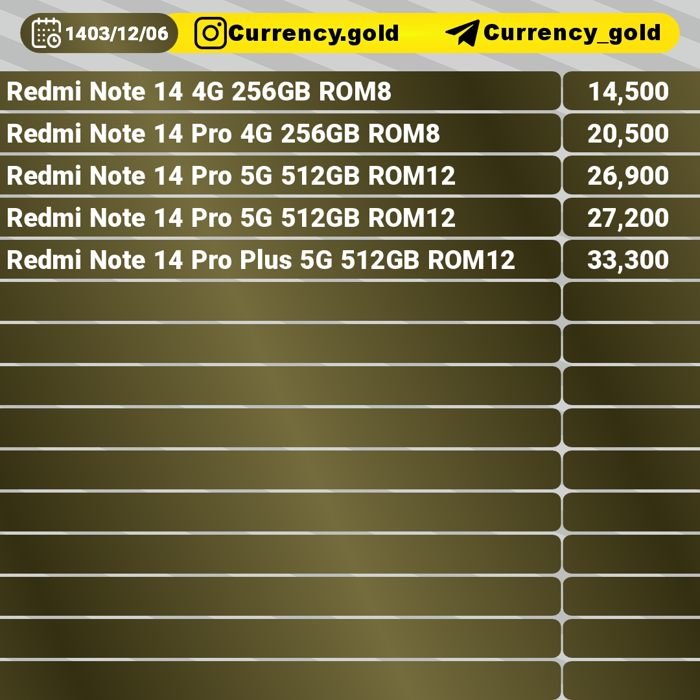 1403/12/06 Currency.gold Currency_gold
Redmi Note 14 4G 256GB ROM8 14,500
Redmi Note 14 Pro 4G 256GB ROM8 20,500
Redmi Note 14 Pro 5G 512GB ROM12 26,900
Redmi Note 14 Pro 5G 512GB ROM12 27,200
Redmi Note 14 Pro Plus 5G 512GB ROM12 33,300